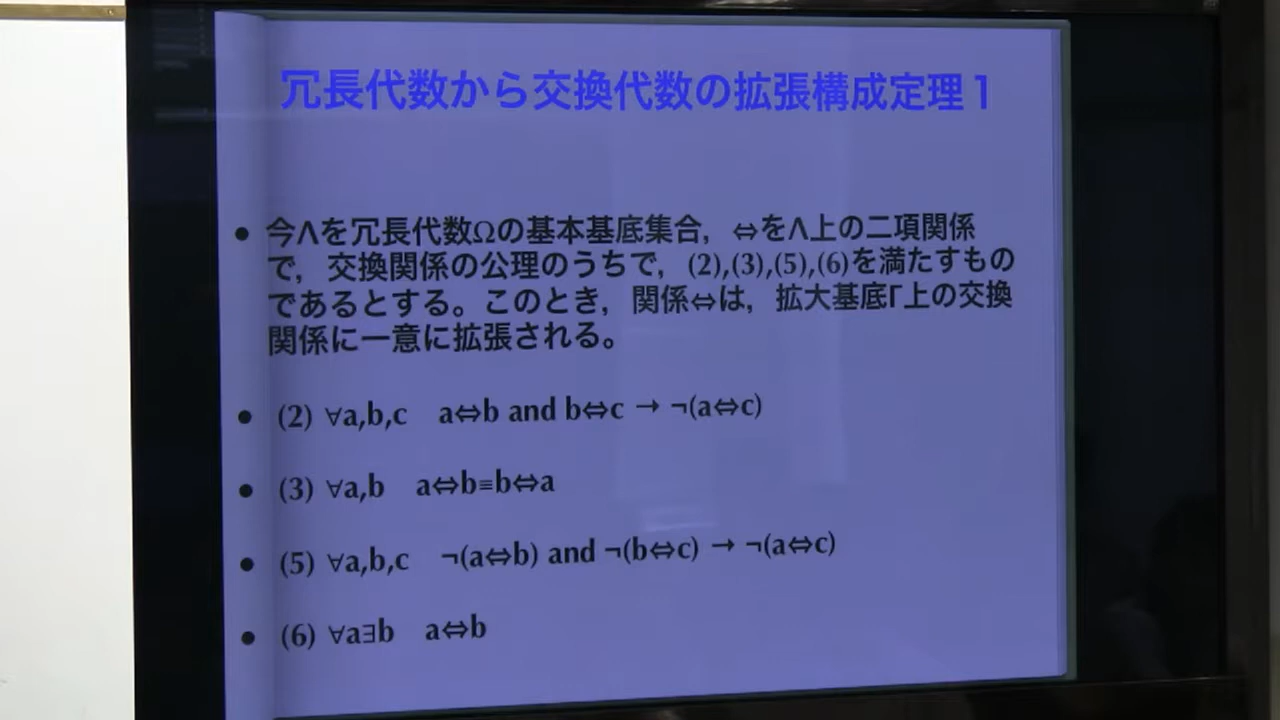 冗長代数から交換代数の拡張構成定理1
• 今Λを冗長代数Ωの基本基底集合，⇔をΛ上の二項関係
で，交換関係の公理のうちで，(2),(3),(5),(6)を満たすもの
であるとする。このとき，関係⇔は，拡大基底Γ上の交換
関係に一意に拡張される。
• (2) ∀a,b,c a⇔b and b⇔c → ¬(a⇔c)
• (3) ∀a,b a⇔b≡b⇔a
• (5) ∀a,b,c ¬(a⇔b) and ¬(b⇔c) → ¬(a⇔c)
• (6) ∀a∃b a⇔b